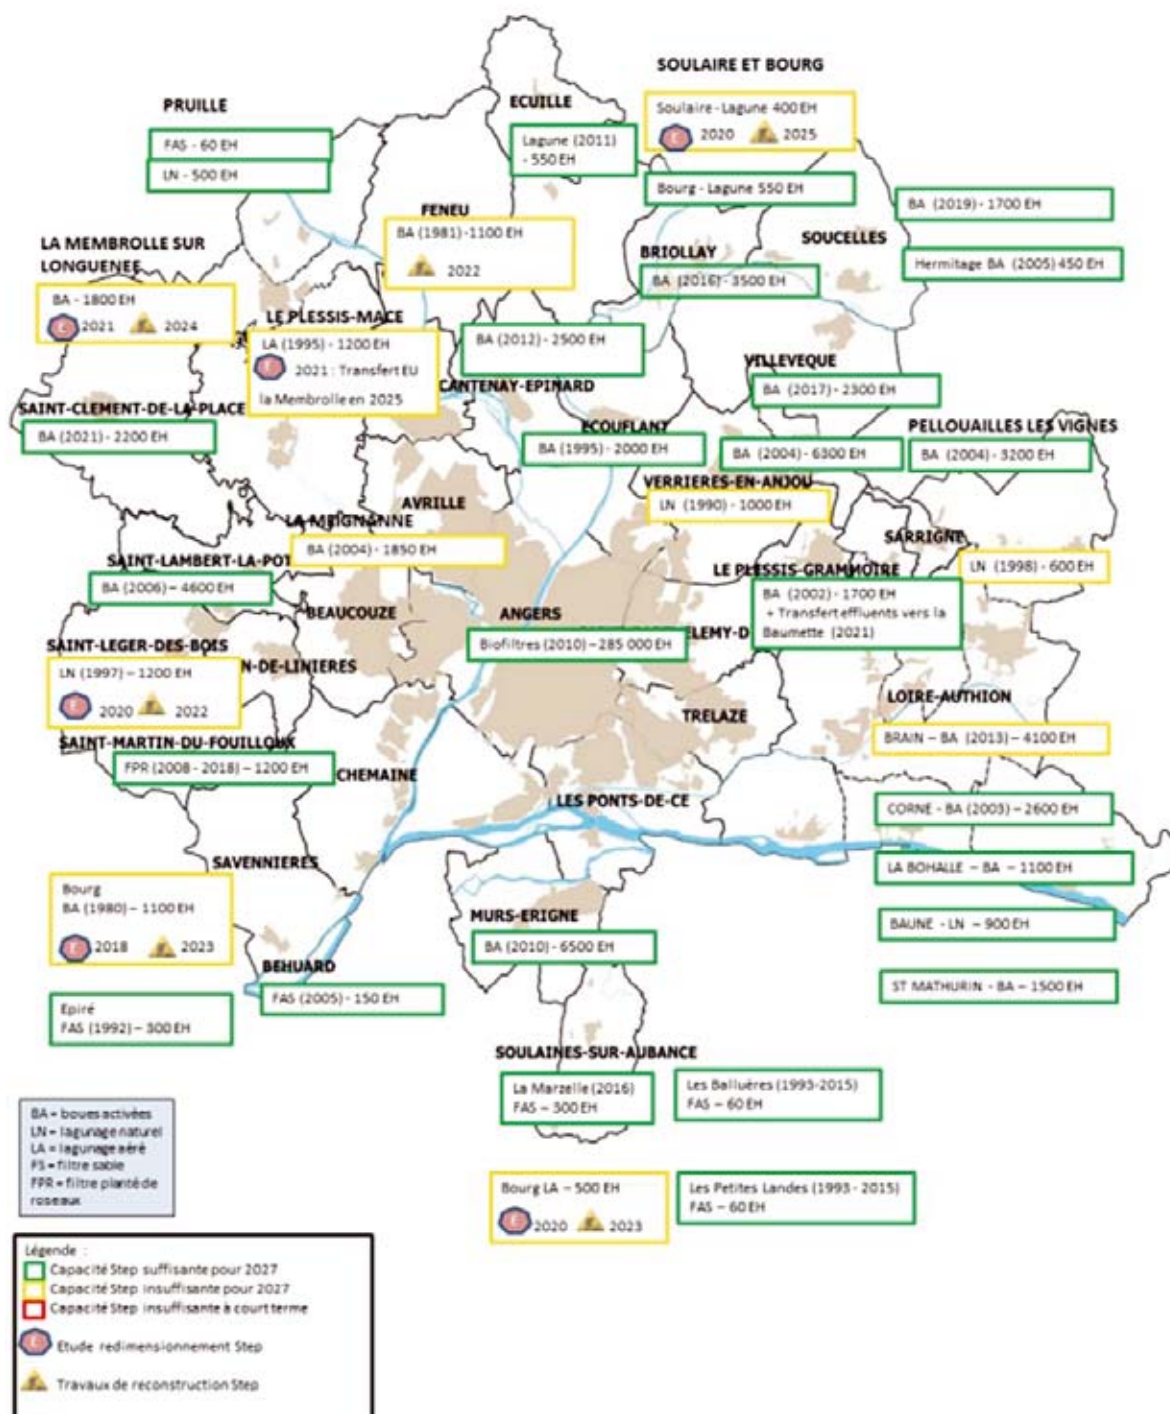 SOULAIRE ET BOURG
Soulaire - Lagune 400 EH
E 2020 2025
Bourg - Lagune 550 EH
ECUILLE
Lagune (2011)
- 550 EH
PRUILLE
FAS - 60 EH
LN - 500 EH
FENEU
BA (1981) - 1100 EH
2022
BRIOLLAY
BA (2016) - 3500 EH
SOUCELLES
BA (2019) - 1700 EH
Hermitage BA (2005) 450 EH
LA MEMBROLLE SUR
LONGUENEE
BA - 1800 EH
E 2021 2024
LE PLESSIS-MACE
LA (1995) - 1200 EH
E 2021 : Transfert EU
la Membrolle en 2025
BA (2012) - 2500 EH
CANTENAY-EPINARD
VILLEVEQUE
BA (2017) - 2300 EH
SAINT-CLEMENT-DE-LA-PLACE
BA (2021) - 2200 EH
ECOUFLANT
BA (1995) - 2000 EH
BA (2004) - 6300 EH
PELLOUAILLES LES VIGNES
BA (2004) - 3200 EH
VERRIERES-EN-ANJOU
LN (1990) - 1000 EH
AVRILLE
LA MEIGNANNE
BA (2004) - 1850 EH
SARRIGNE
LN (1998) - 600 EH
SAINT-LAMBERT-LA-POT
BA (2006) – 4600 EH
LE PLESSIS-GRAMMOIRE
BA (2002) - 1700 EH
+ Transfert effluents vers la
Baumette (2021)
BEAUCOUZE
ANGERS
Biofiltres (2010) – 285 000 EH
ELEMY-D
SAINT-LEGER-DES-BOIS
N-DE-LINIERES
LN (1997) – 1200 EH
E 2020 2022
LOIRE-AUTHION
BRAIN – BA (2013) – 4100 EH
TRELAZE
SAINT-MARTIN-DU-FOUILLOUX
FPR (2008 - 2018) – 1200 EH
CHEMAINE
LES PONTS-DE-CE
CORNE - BA (2003) – 2600 EH
LA BOHALLE – BA – 1100 EH
BAUNE - LN – 900 EH
ST MATHURIN - BA – 1500 EH
SAVENNIERES
Bourg
BA (1980) – 1100 EH
E 2018 2023
Epiré
FAS (1992) – 300 EH
BEHUARD
FAS (2005) - 150 EH
MURS-ERIGNE
BA (2010) - 6500 EH
SOULAINES-SUR-AUBANCE
La Marzelle (2016)
FAS – 300 EH
Les Balluères (1993-2015)
FAS – 60 EH
Bourg LA – 500 EH
E 2020 2023
Les Petites Landes (1993 - 2015)
FAS – 60 EH
BA = boues activées
LN = lagunage naturel
LA = lagunage aéré
FS = filtre sable
FPR = filtre planté de
roseaux
Légende :
Capacité Step suffisante pour 2027
Capacité Step insuffisante pour 2027
Capacité Step insuffisante à court terme
E Etude redimensionnement Step
Travaux de reconstruction Step